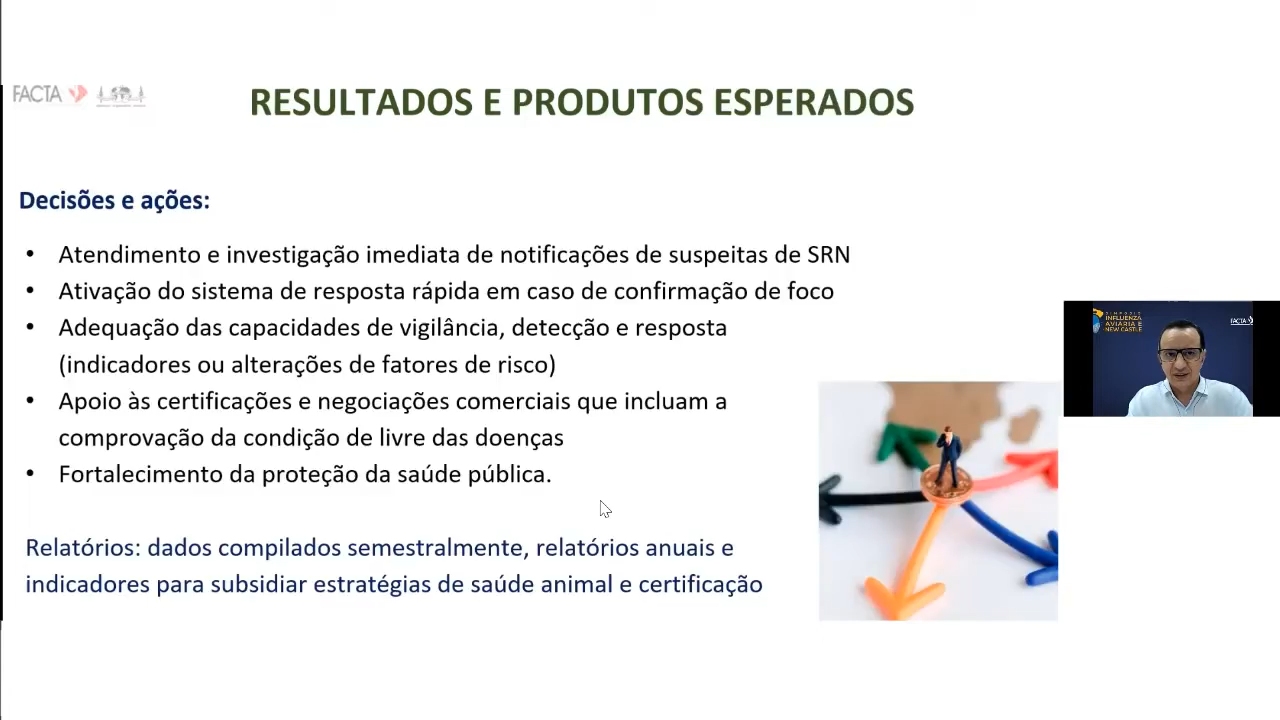 FACTA
RESULTADOS E PRODUTOS ESPERADOS
Decisões e ações:
• Atendimento e investigação imediata de notificações de suspeitas de SRN
• Ativação do sistema de resposta rápida em caso de confirmação de foco
• Adequação das capacidades de vigilância, detecção e resposta
(indicadores ou alterações de fatores de risco)
• Apoio às certificações e negociações comerciais que incluam a
comprovação da condição de livre das doenças
• Fortalecimento da proteção da saúde pública.
Relatórios: dados compilados semestralmente, relatórios anuais e
indicadores para subsidiar estratégias de saúde animal e certificação
SIMPÓSIO
INFLUENZA
AVIÁRIA E
NEW CASTLE
FACTA